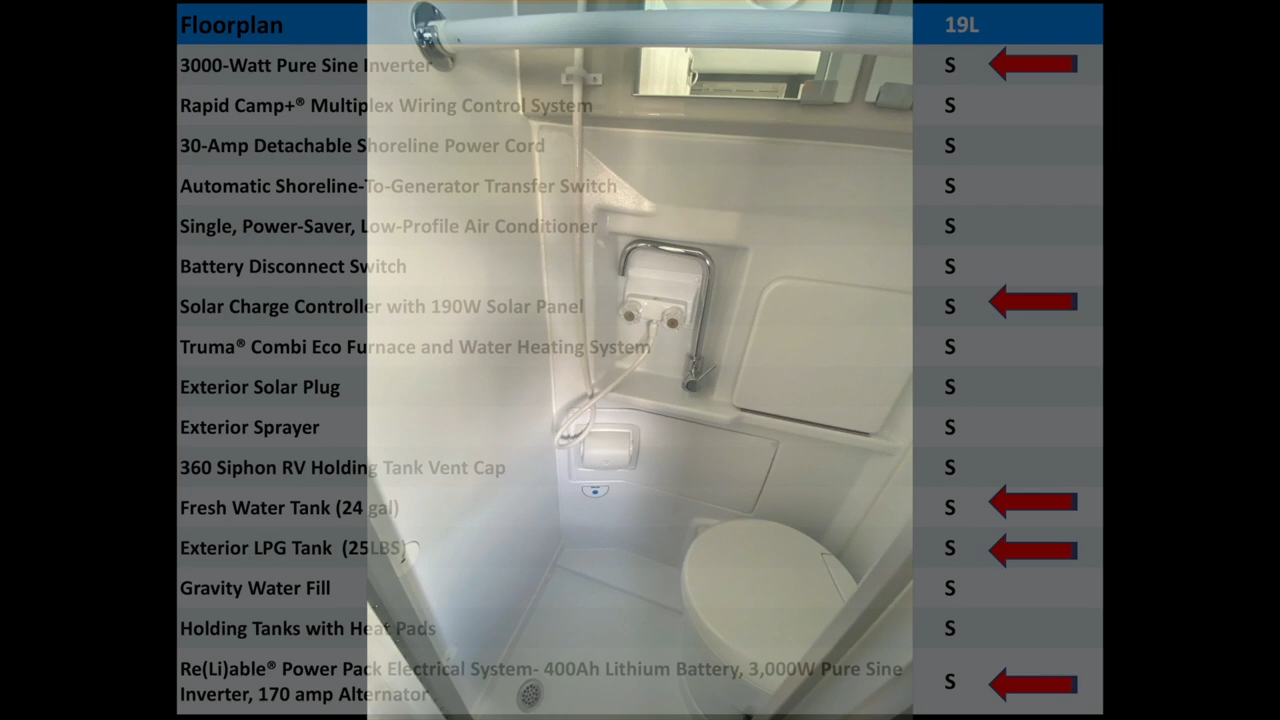 Floorplan 19L
3000-Watt Pure Sine Inverter S
Rapid Camp+® Multiplex Wiring Control System S
30-Amp Detachable Shoreline Power Cord S
Automatic Shoreline-To-Generator Transfer Switch S
Single, Power-Saver, Low-Profile Air Conditioner S
Battery Disconnect Switch S
Solar Charge Controller with 190W Solar Panel S
Truma® Combi Eco Furnace and Water Heating System S
Exterior Solar Plug S
Exterior Sprayer S
360 Siphon RV Holding Tank Vent Cap S
Fresh Water Tank (24 gal) S
Exterior LPG Tank (25LBS) S
Gravity Water Fill S
Holding Tanks with Heat Pads S
Re(Li)able® Power Pack Electrical System- 400Ah Lithium Battery, 3,000W Pure Sine
Inverter, 170 amp Alternator S